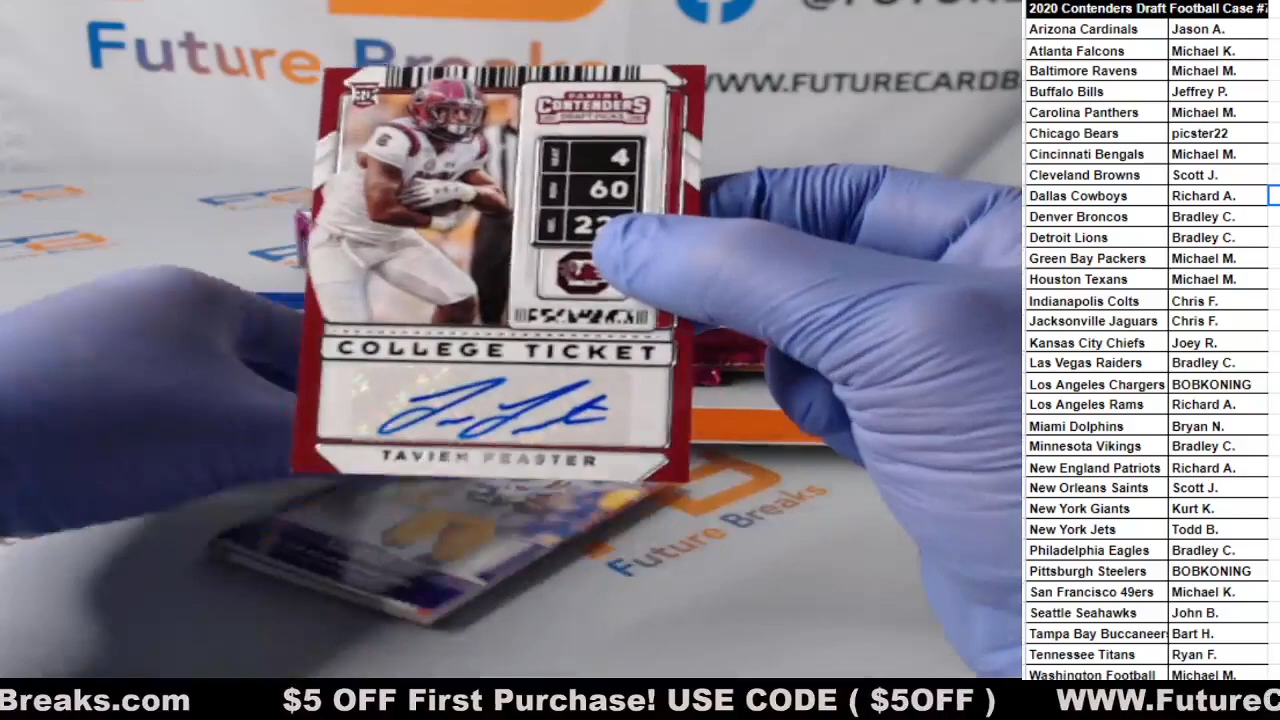 Future Breaks
@FUTURECARD
WWW.FUTURECARDB
PANINI
CONTENDERS
DRAFT PICKS
4
60
COLLEGE TICKET
TAVIEN FEASTER
Future Breaks
2020 Contenders Draft Football Case #7
Arizona Cardinals Jason A.
Atlanta Falcons Michael K.
Baltimore Ravens Michael M.
Buffalo Bills Jeffrey P.
Carolina Panthers Michael M.
Chicago Bears picster22
Cincinnati Bengals Michael M.
Cleveland Browns Scott J.
Dallas Cowboys Richard A.
Denver Broncos Bradley C.
Detroit Lions Bradley C.
Green Bay Packers Michael M.
Houston Texans Michael M.
Indianapolis Colts Chris F.
Jacksonville Jaguars Chris F.
Kansas City Chiefs Joey R.
Las Vegas Raiders Bradley C.
Los Angeles Chargers BOBKONING
Los Angeles Rams Richard A.
Miami Dolphins Bryan N.
Minnesota Vikings Bradley C.
New England Patriots Richard A.
New Orleans Saints Scott J.
New York Giants Kurt K.
New York Jets Todd B.
Philadelphia Eagles Bradley C.
Pittsburgh Steelers BOBKONING
San Francisco 49ers Michael K.
Seattle Seahawks John B.
Tampa Bay Buccaneers Bart H.
Tennessee Titans Ryan F.
Washington Football Michael M.
Breaks.com $5 OFF First Purchase! USE CODE ( $5OFF ) WWW.FutureC